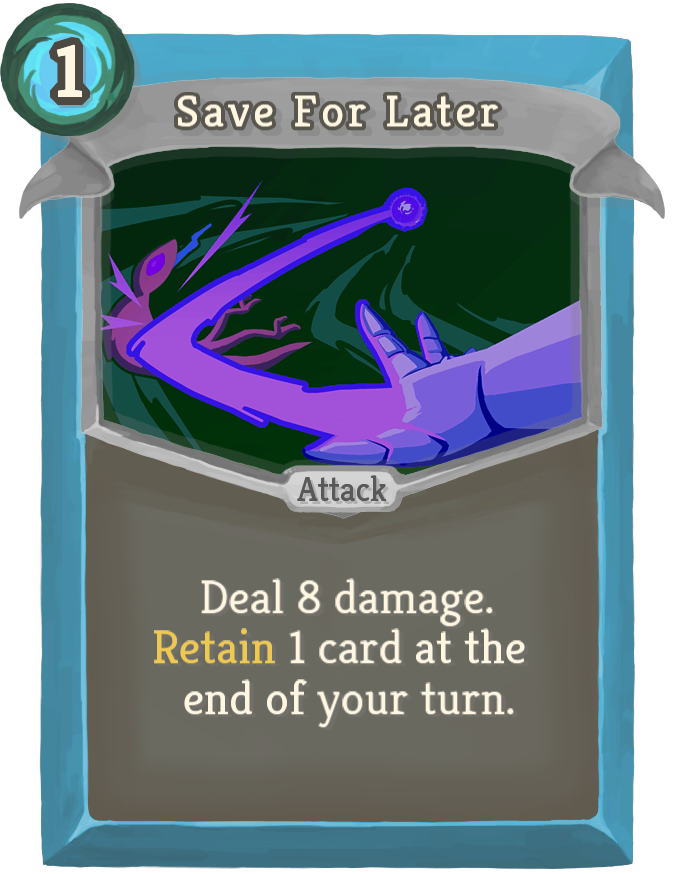 1
Save For Later
Attack
Deal 8 damage.
Retain 1 card at the
end of your turn.